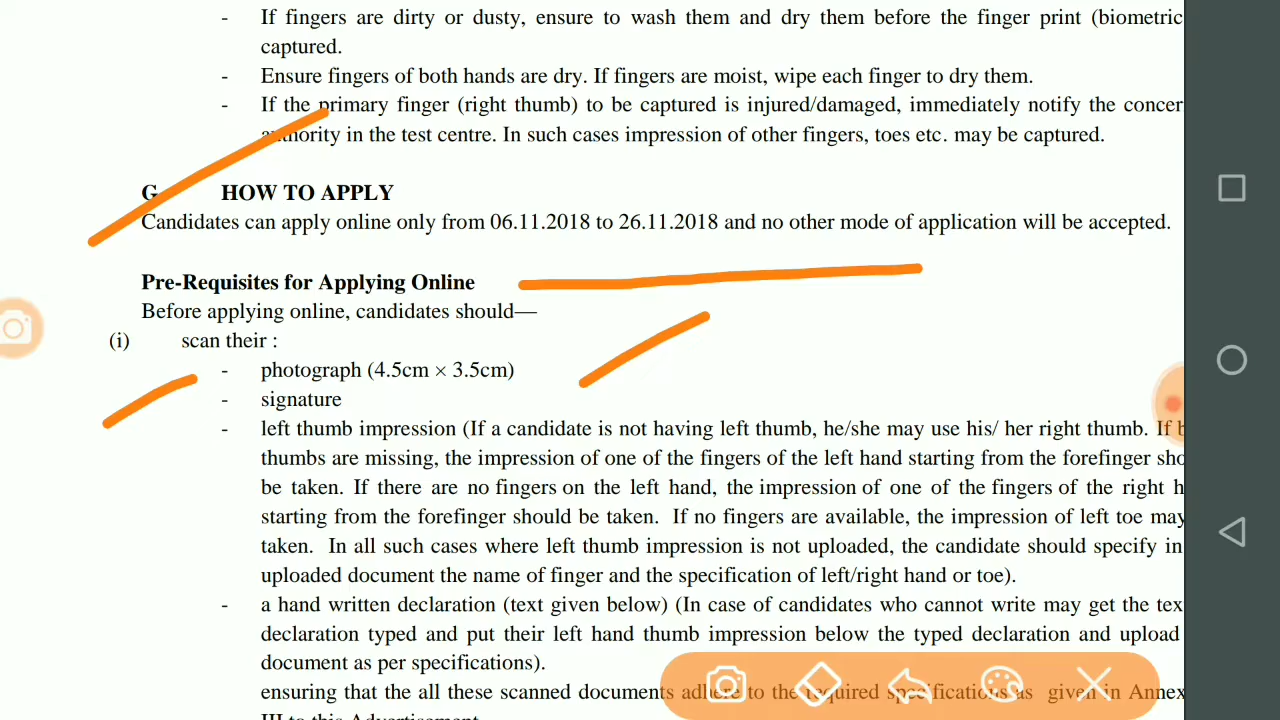 - If fingers are dirty or dusty, ensure to wash them and dry them before the finger print (biometric
captured.
- Ensure fingers of both hands are dry. If fingers are moist, wipe each finger to dry them.
- If the primary finger (right thumb) to be captured is injured/damaged, immediately notify the concer
authority in the test centre. In such cases impression of other fingers, toes etc. may be captured.
G HOW TO APPLY
Candidates can apply online only from 06.11.2018 to 26.11.2018 and no other mode of application will be accepted.
Pre-Requisites for Applying Online
Before applying online, candidates should—
(i) scan their :
- photograph (4.5cm × 3.5cm)
- signature
- left thumb impression (If a candidate is not having left thumb, he/she may use his/ her right thumb. If b
thumbs are missing, the impression of one of the fingers of the left hand starting from the forefinger sho
be taken. If there are no fingers on the left hand, the impression of one of the fingers of the right h
starting from the forefinger should be taken. If no fingers are available, the impression of left toe may
taken. In all such cases where left thumb impression is not uploaded, the candidate should specify in
uploaded document the name of finger and the specification of left/right hand or toe).
- a hand written declaration (text given below) (In case of candidates who cannot write may get the tex
declaration typed and put their left hand thumb impression below the typed declaration and upload
document as per specifications).
ensuring that the all these scanned documents adhere to the required specifications as given in Annex
III to this Advertisement